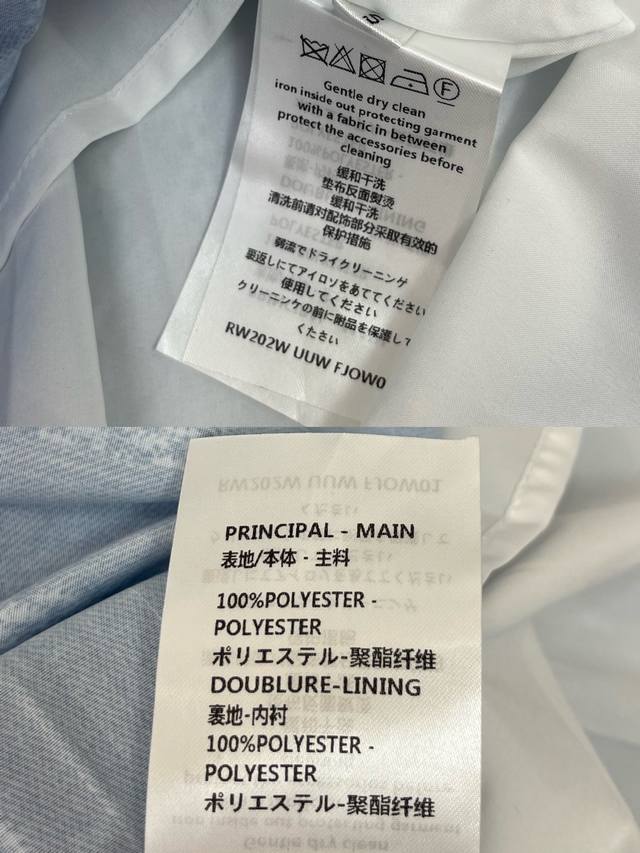 S
F
Gentle dry clean
iron inside out protecting garment
with a fabric in between
protect the accessories before
cleaning
缓和干洗
垫布反面熨烫
缓和干洗
清洗前请对配饰部分采取有效的
保护措施
弱流でドライクリーニンゲ
裏返しにてアイロソをあててください
使用してください
クリーニンケの前に附品を保護して
ください
RW202W UUW FJOW0
PRINCIPAL - MAIN
表地/本体 - 主料
100%POLYESTER -
POLYESTER
ポリエステル-聚酯纤维
DOUBLURE-LINING
裏地-内衬
100%POLYESTER -
POLYESTER
ポリエステル-聚酯纤维